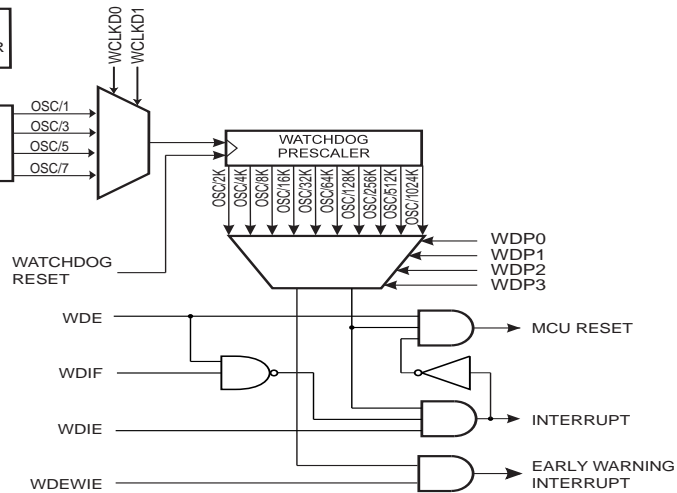 WCLKD0
WCLKD1
OSC/1
OSC/3
OSC/5
OSC/7
WATCHDOG
PRESCALER
OSC/2K
OSC/4K
OSC/8K
OSC/16K
OSC/32K
OSC/64K
OSC/128K
OSC/256K
OSC/512K
OSC/1024K
WDP0
WDP1
WDP2
WDP3
WATCHDOG
RESET
WDE
MCU RESET
WDIF
WDIE
INTERRUPT
WDEWIE
EARLY WARNING
INTERRUPT